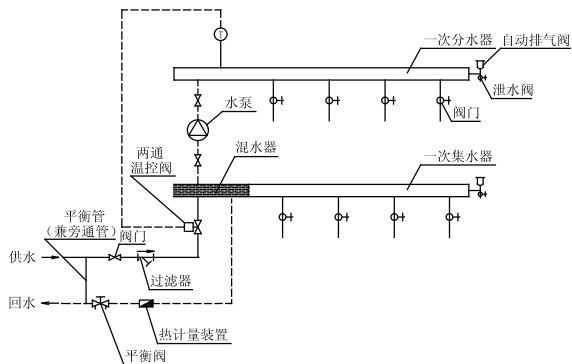 T
一次分水器
自动排气阀
泄水阀
水泵
阀门
两通
温控阀
混水器
一次集水器
平衡管
(兼旁通管)
阀门
供水
过滤器
回水
热计量装置
平衡阀